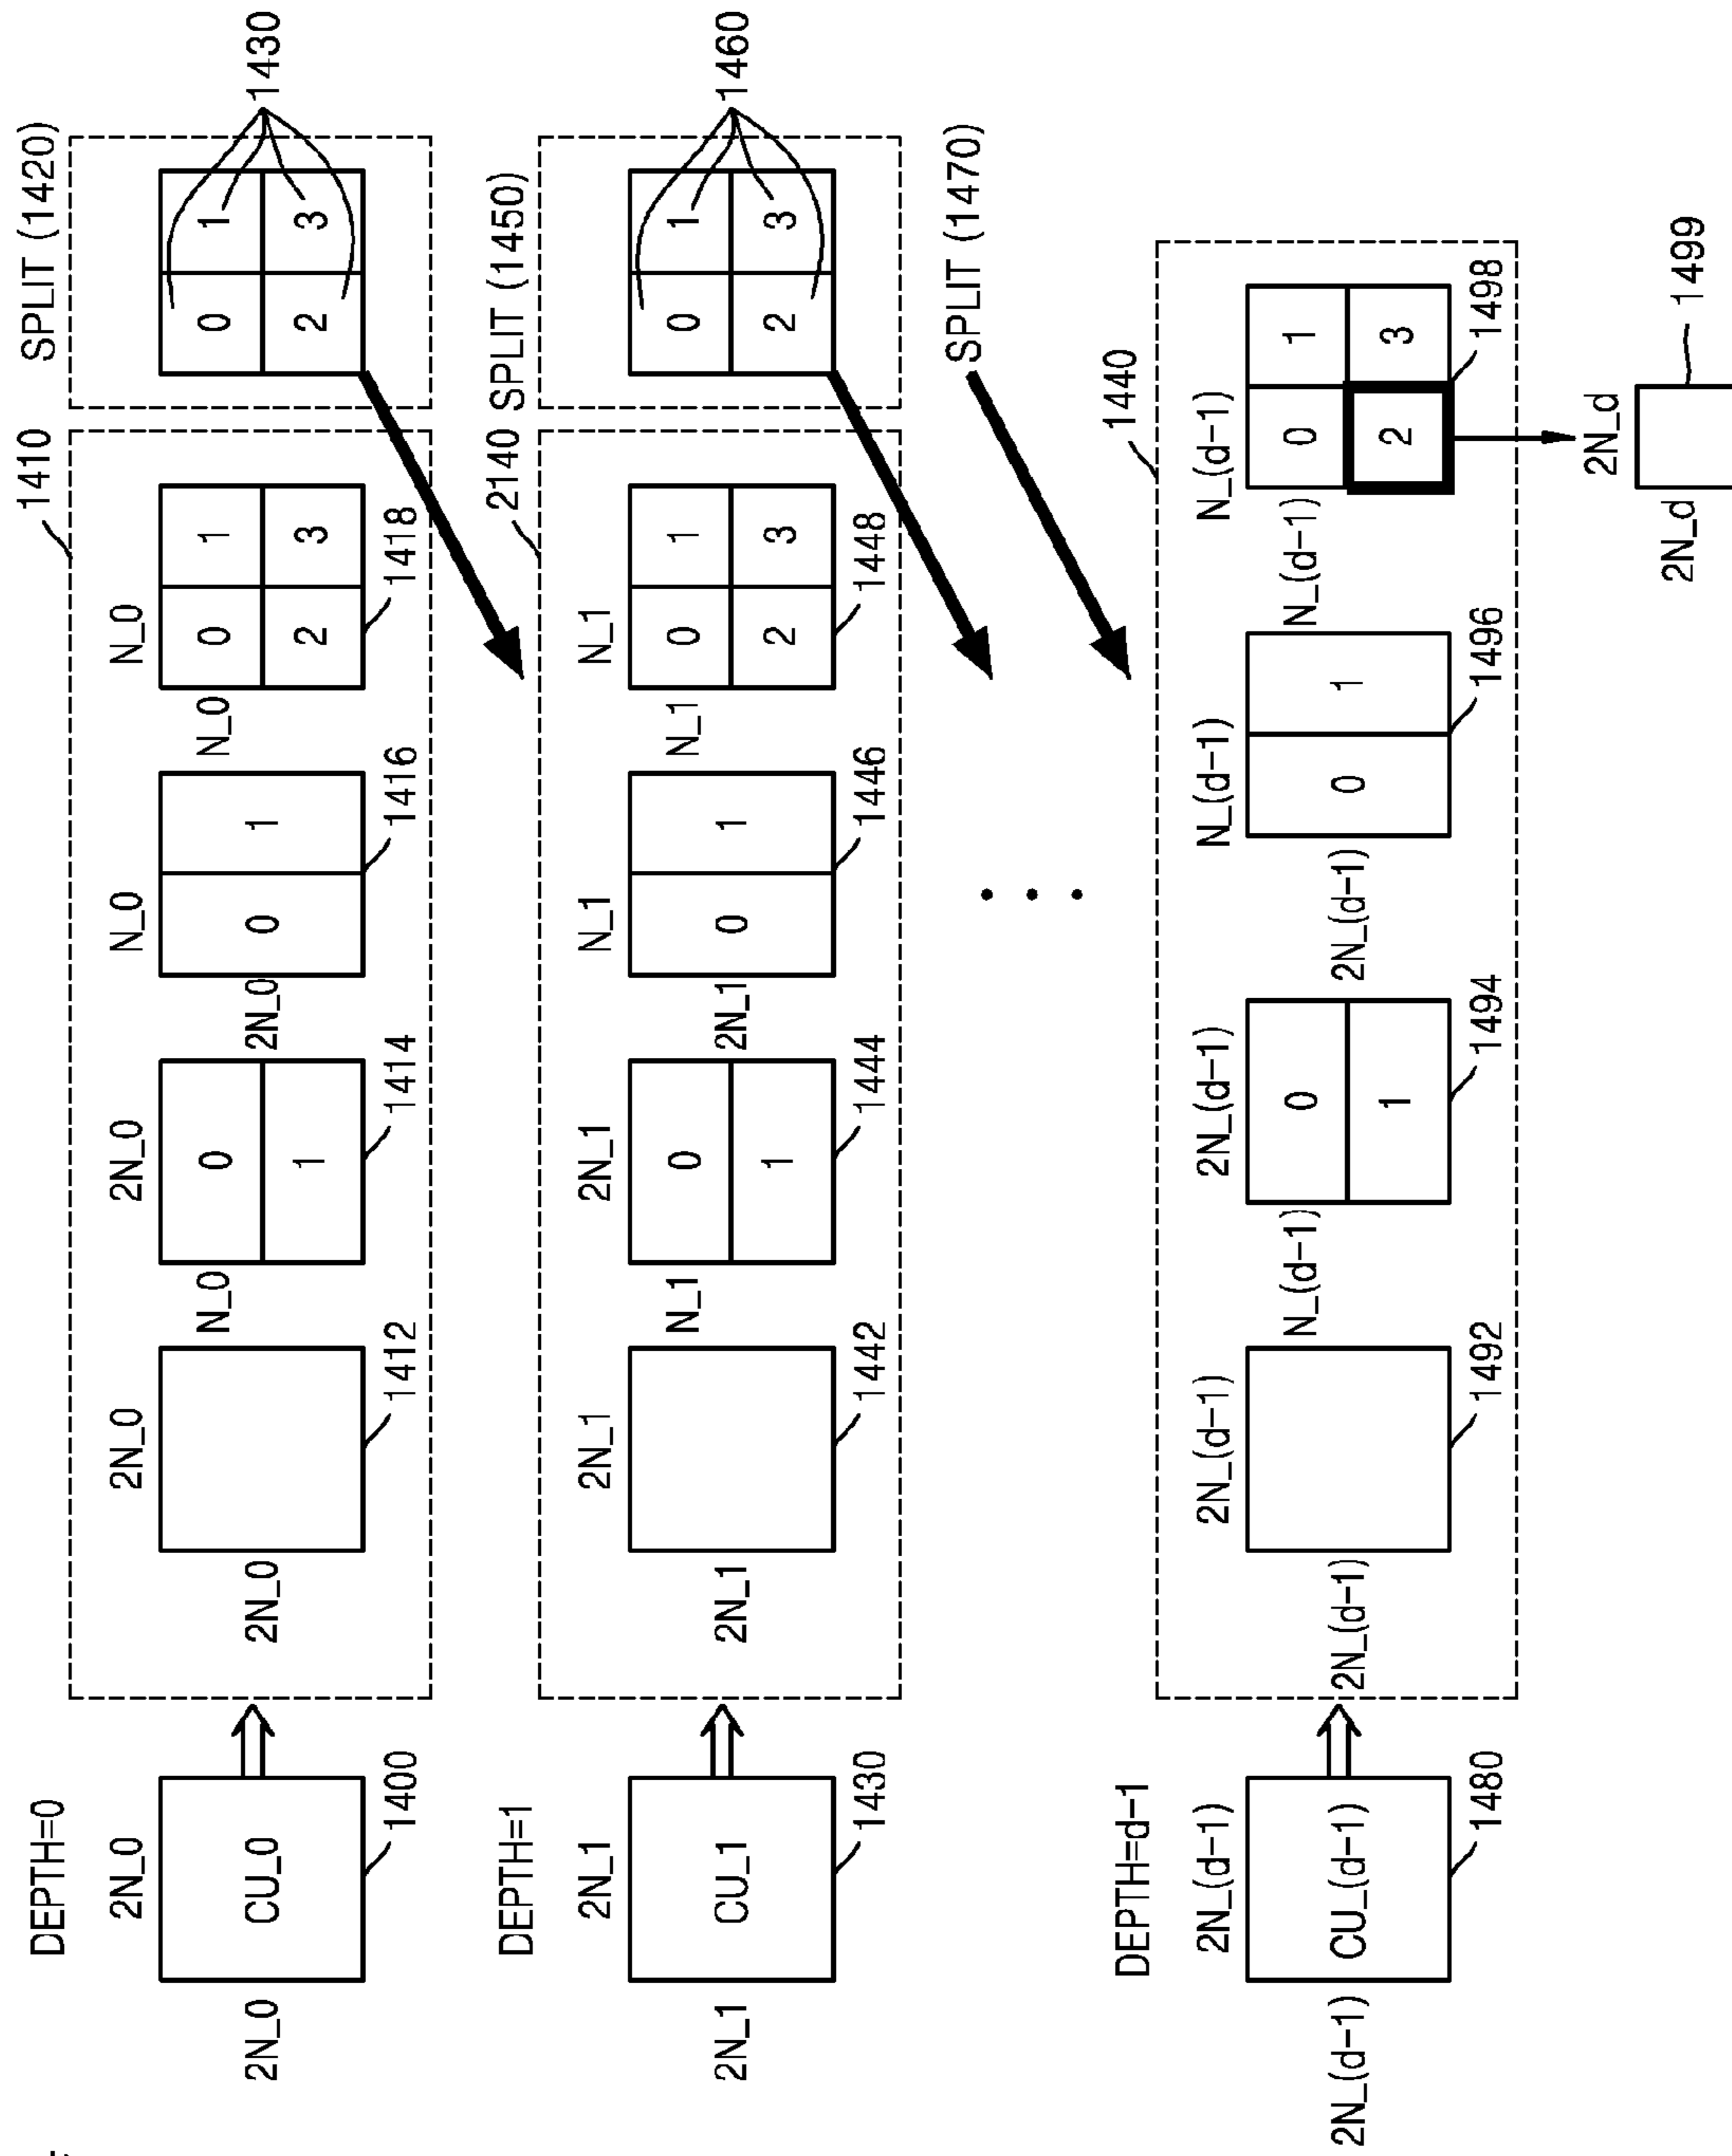 DEPTH=0
2N_0
2N_0
CU_0
1400
1410
2N_0
2N_0
1412
2N_0
N_0
0
1
1414
N_0
2N_0
0
1
1416
N_0
N_0
0
1
2
3
1418
SPLIT (1420)
0
1
2
3
1430
DEPTH=1
2N_1
2N_1
CU_1
1430
2140
2N_1
2N_1
1442
2N_1
N_1
0
1
1444
N_1
2N_1
0
1
1446
N_1
N_1
0
1
2
3
1448
SPLIT (1450)
0
1
2
3
1460
SPLIT (1470)
DEPTH=d-1
2N_(d-1)
2N_(d-1)
CU_(d-1)
1480
1440
2N_(d-1)
2N_(d-1)
1492
2N_(d-1)
N_(d-1)
0
1
1494
N_(d-1)
2N_(d-1)
0
1
1496
N_(d-1)
N_(d-1)
0
1
2
3
1498
2N_d
2N_d
1499